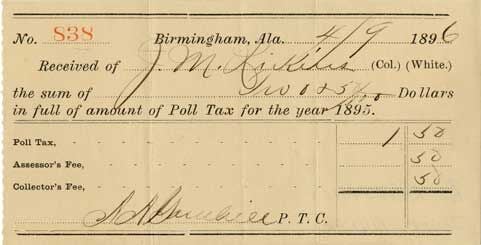 No. 838 Birmingham, Ala. 4/9 1896
Received of J. M. (Col.) (White.)
the sum of Two & 50/100 Dollars
in full of amount of Poll Tax for the year 1895.
Poll Tax, 1 50
Assessor's Fee, 50
Collector's Fee, 50
P. T. C.